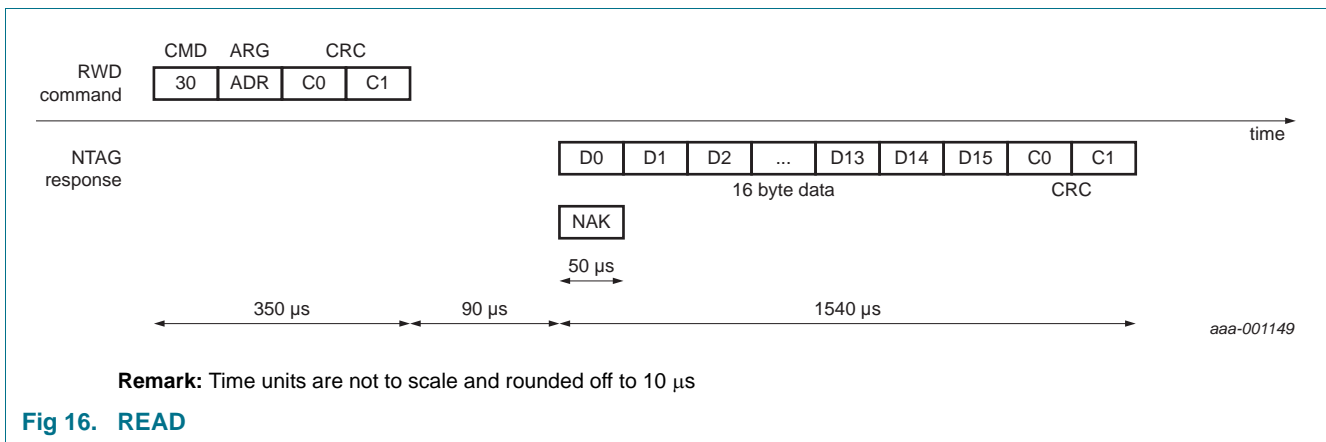 CMD ARG CRC
RWD
command
30 ADR C0 C1
time
NTAG
response
D0 D1 D2 ... D13 D14 D15 C0 C1
16 byte data CRC
NAK
50 µs
350 µs 90 µs 1540 µs
aaa-001149
Remark: Time units are not to scale and rounded off to 10 µs
Fig 16. READ